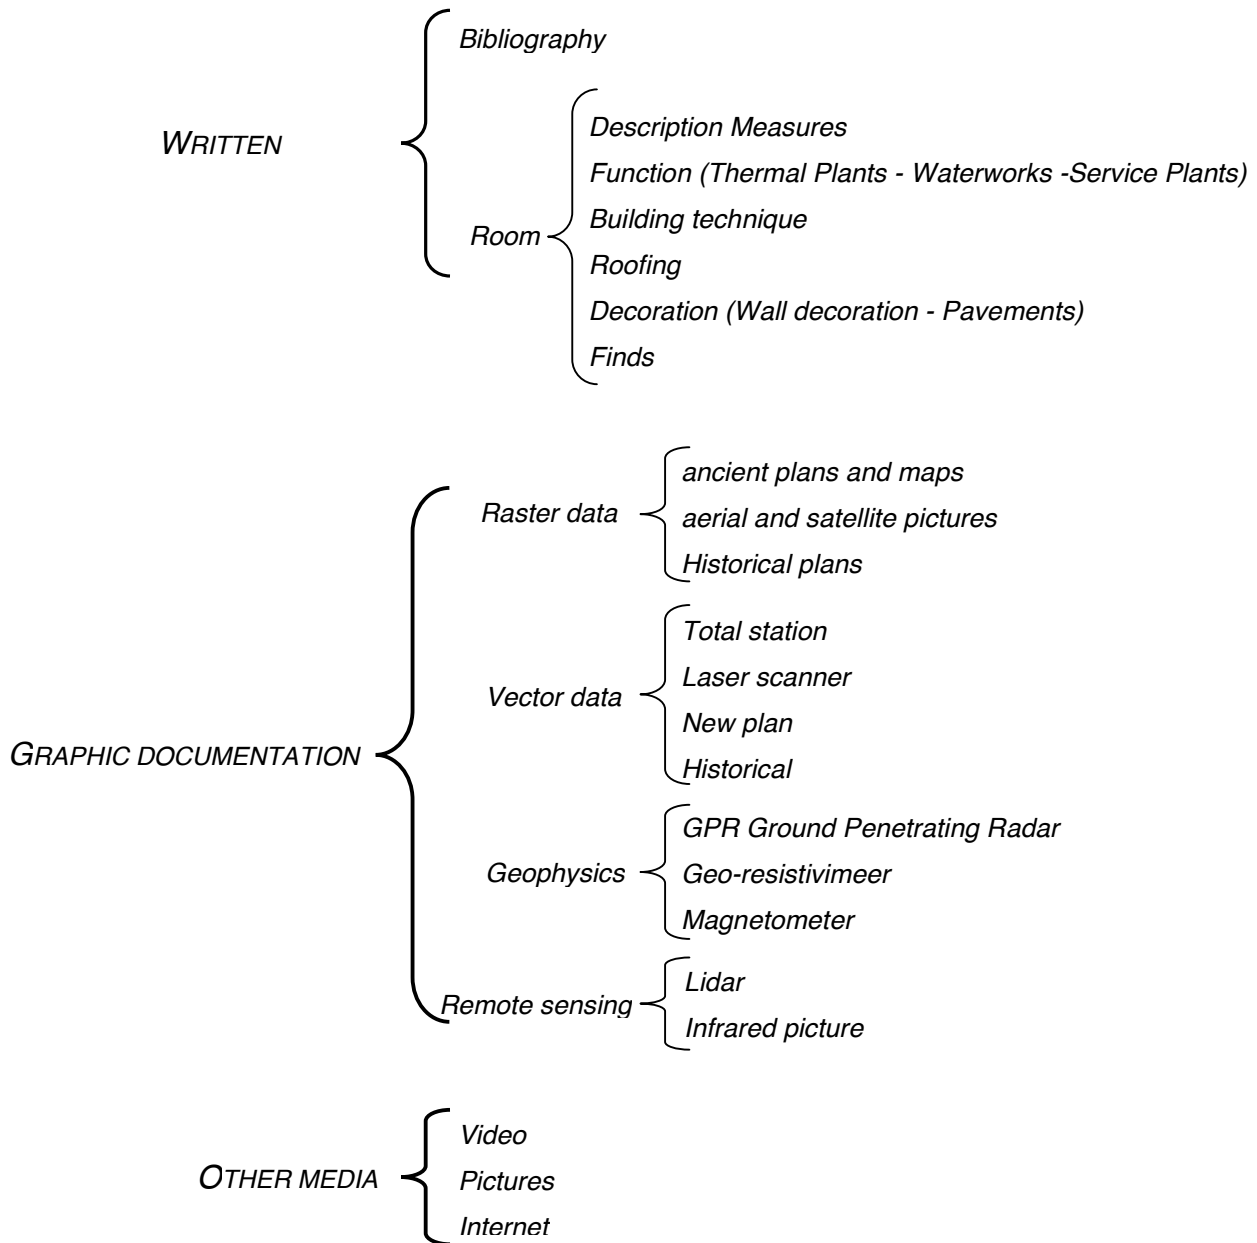 WRITTEN
Bibliography
Room
Description Measures
Function (Thermal Plants - Waterworks -Service Plants)
Building technique
Roofing
Decoration (Wall decoration - Pavements)
Finds
GRAPHIC DOCUMENTATION
Raster data
ancient plans and maps
aerial and satellite pictures
Historical plans
Vector data
Total station
Laser scanner
New plan
Historical
Geophysics
GPR Ground Penetrating Radar
Geo-resistivimeer
Magnetometer
Remote sensing
Lidar
Infrared picture
OTHER MEDIA
Video
Pictures
Internet